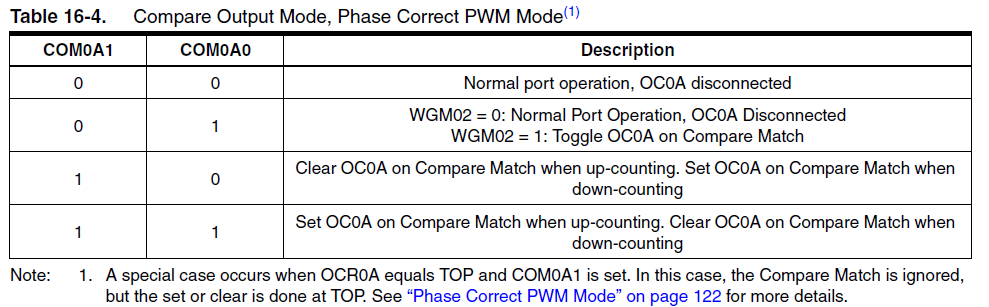 Table 16-4. Compare Output Mode, Phase Correct PWM Mode(1)
COM0A1 COM0A0 Description
0 0 Normal port operation, OC0A disconnected
0 1 WGM02 = 0: Normal Port Operation, OC0A Disconnected
WGM02 = 1: Toggle OC0A on Compare Match
1 0 Clear OC0A on Compare Match when up-counting. Set OC0A on Compare Match when
down-counting
1 1 Set OC0A on Compare Match when up-counting. Clear OC0A on Compare Match when
down-counting
Note: 1. A special case occurs when OCR0A equals TOP and COM0A1 is set. In this case, the Compare Match is ignored,
but the set or clear is done at TOP. See “Phase Correct PWM Mode” on page 122 for more details.